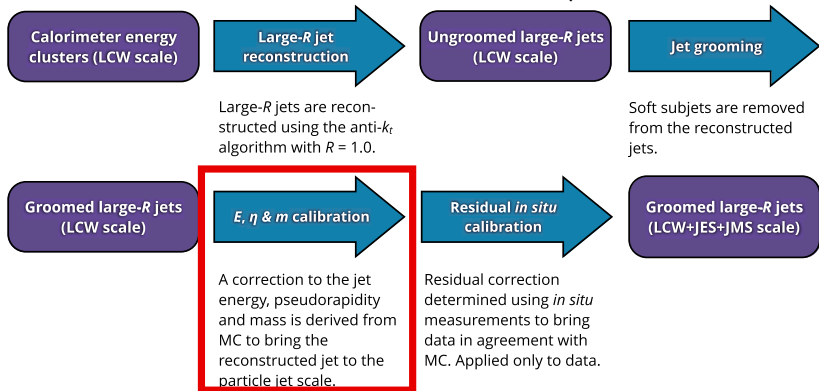 Calorimeter energy
clusters (LCW scale)
Large-R jet
reconstruction
Ungroomed large-R jets
(LCW scale)
Jet grooming
Large-R jets are recon-
structed using the anti-kt
algorithm with R = 1.0.
Soft subjets are removed
from the reconstructed
jets.
Groomed large-R jets
(LCW scale)
E, η & m calibration
Residual in situ
calibration
Groomed large-R jets
(LCW+JES+JMS scale)
A correction to the jet
energy, pseudorapidity
and mass is derived from
MC to bring the
reconstructed jet to the
particle jet scale.
Residual correction
determined using in situ
measurements to bring
data in agreement with
MC. Applied only to data.